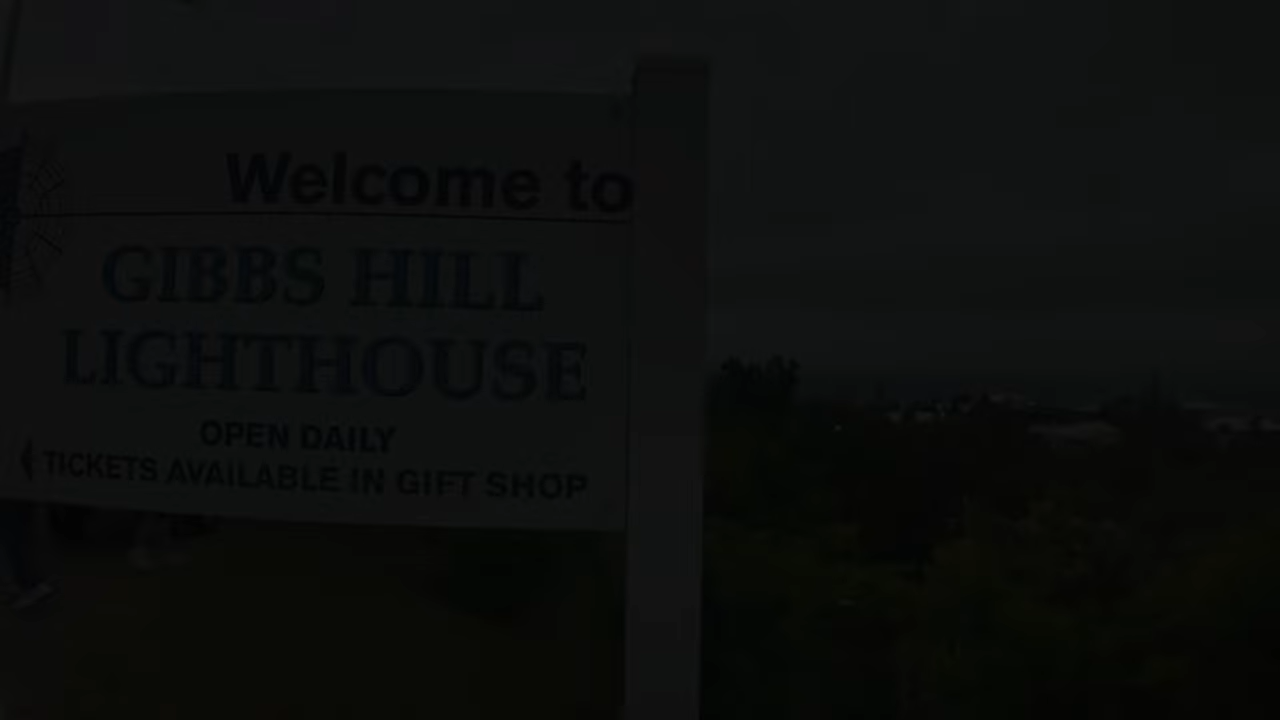 Welcome to
GIBBS HILL
LIGHTHOUSE
OPEN DAILY
TICKETS AVAILABLE IN GIFT SHOP